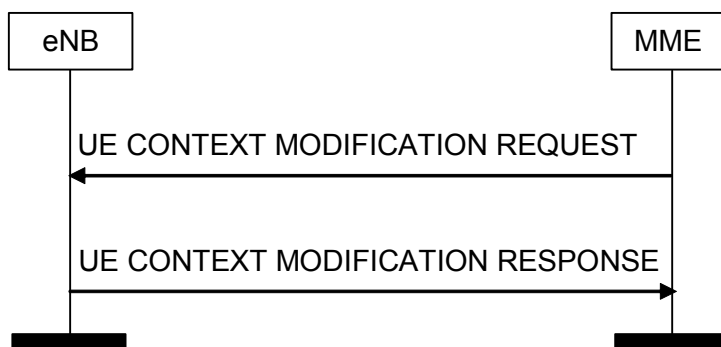 eNB
MME
UE CONTEXT MODIFICATION REQUEST
UE CONTEXT MODIFICATION RESPONSE